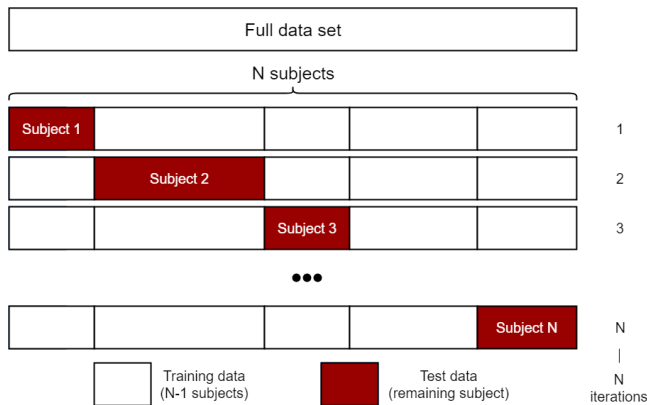 Full data set
N subjects
Subject 1
1
Subject 2
2
Subject 3
3
•••
Subject N
N
|
N
iterations
Training data
(N-1 subjects)
Test data
(remaining subject)